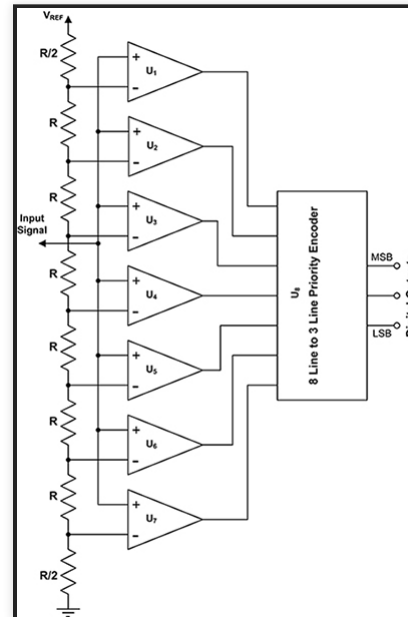 VREF
R/2
+
U1
−
R
+
U2
−
R
+
U3
−
Input
Signal
R
+
U4
−
R
+
U5
−
R
+
U6
−
R
+
U7
−
R/2
U8
8 Line to 3 Line Priority Encoder
MSB
LSB